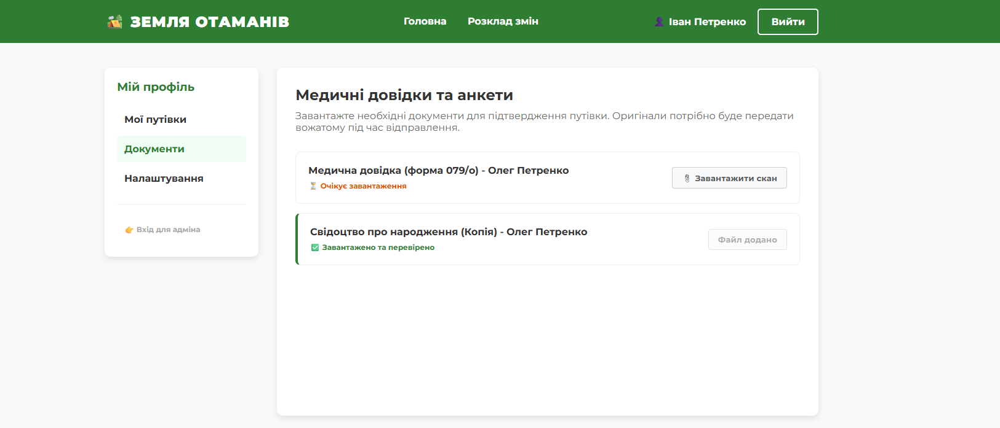 ЗЕМЛЯ ОТАМАНІВ
Головна
Розклад змін
Іван Петренко
Вийти
Мій профіль
Мої путівки
Документи
Налаштування
Вхід для адміна
Медичні довідки та анкети
Завантажте необхідні документи для підтвердження путівки. Оригінали потрібно буде передати
вожатому під час відправлення.
Медична довідка (форма 079/о) - Олег Петренко
Очікує завантаження
Завантажити скан
Свідоцтво про народження (Копія) - Олег Петренко
Завантажено та перевірено
Файл додано